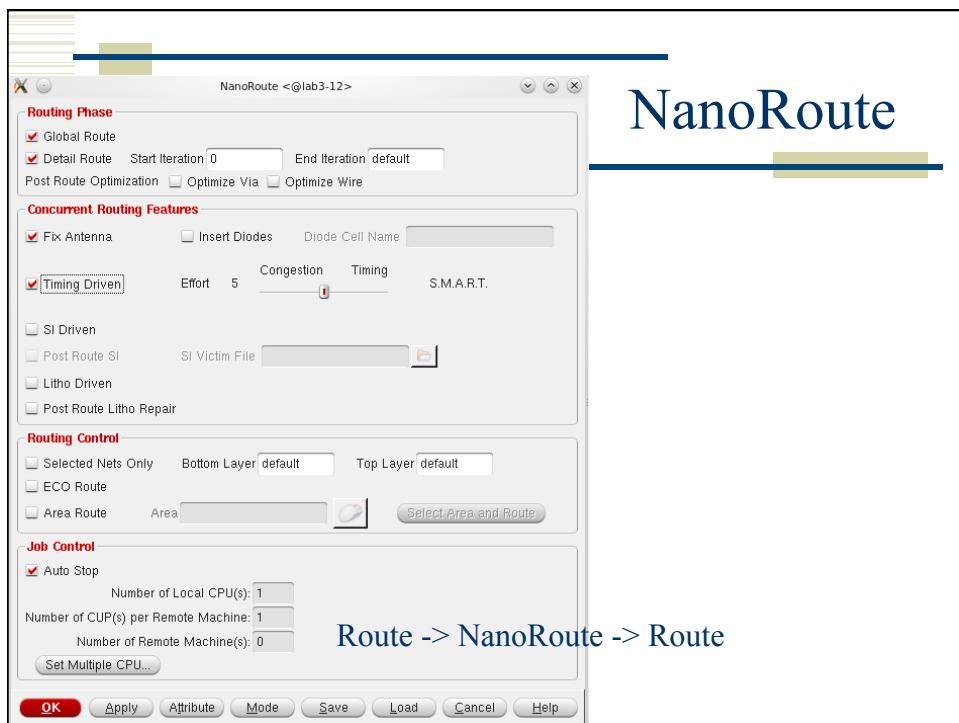 NanoRoute <@lab3-12>
NanoRoute
Routing Phase
Global Route
Detail Route Start Iteration 0 End Iteration default
Post Route Optimization Optimize Via Optimize Wire
Concurrent Routing Features
Fix Antenna Insert Diodes Diode Cell Name
Congestion Timing
Timing Driven Effort 5 S.M.A.R.T.
SI Driven
Post Route SI SI Victim File
Litho Driven
Post Route Litho Repair
Routing Control
Selected Nets Only Bottom Layer default Top Layer default
ECO Route
Area Route Area Select Area and Route
Job Control
Auto Stop
Number of Local CPU(s): 1
Number of CUP(s) per Remote Machine: 1
Number of Remote Machine(s): 0
Route -> NanoRoute -> Route
Set Multiple CPU...
OK Apply Attribute Mode Save Load Cancel Help